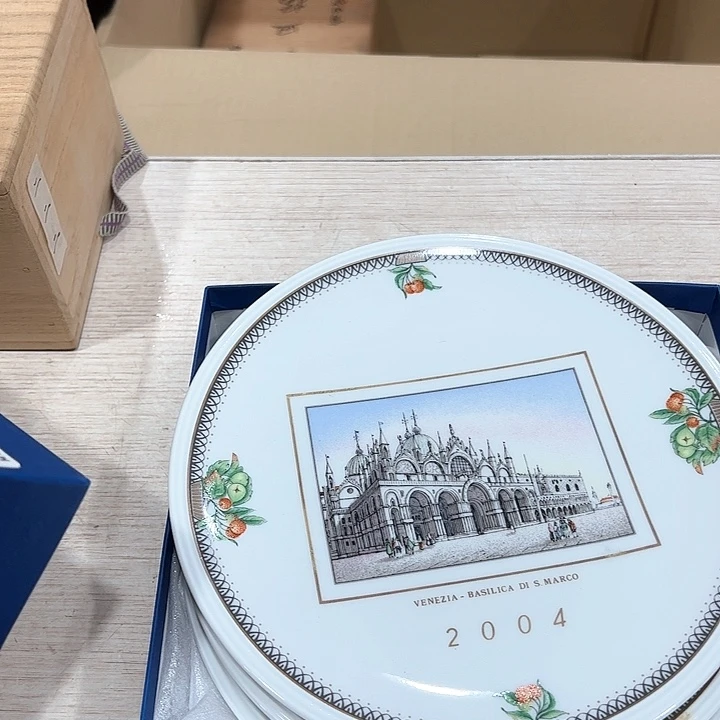 VENEZIA - BASILICA DI S. MARCO
2004